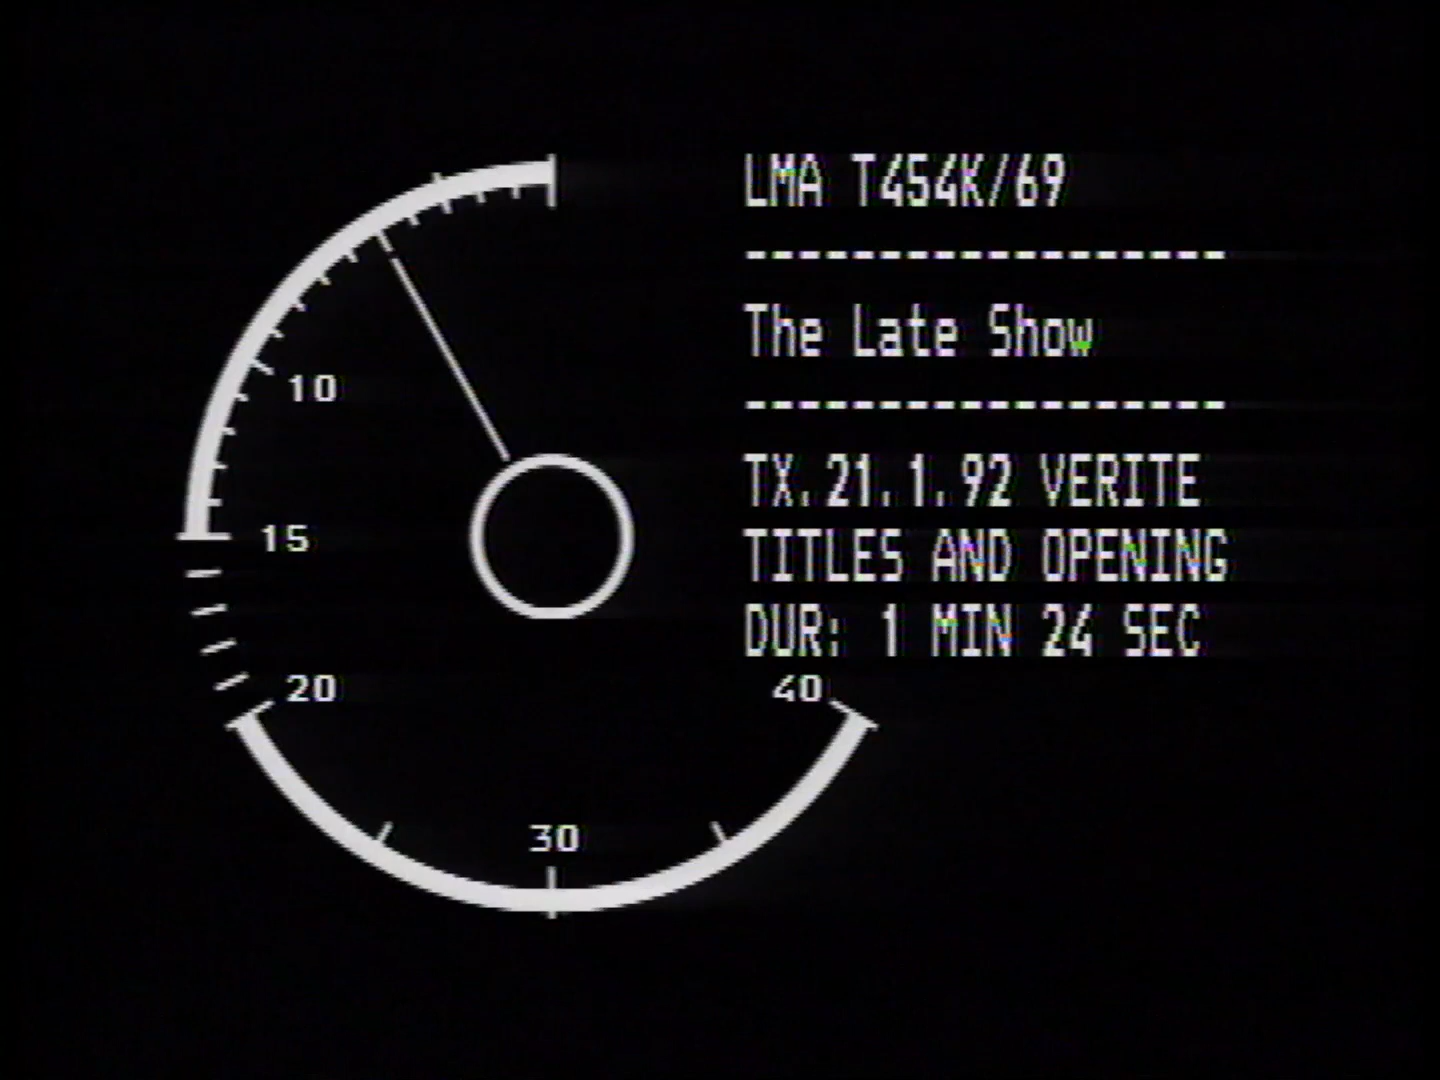 LMA T454K/69
------------------
The Late Show
------------------
TX.21.1.92 VERITE
TITLES AND OPENING
DUR: 1 MIN 24 SEC
10
15
20
40
30